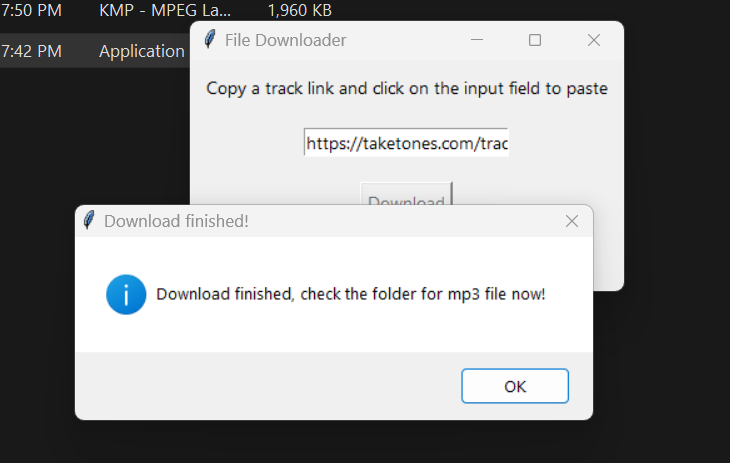 7:50 PM KMP - MPEG La... 1,960 KB
7:42 PM Application
File Downloader
Copy a track link and click on the input field to paste
https://taketones.com/trac
Download
Download finished!
Download finished, check the folder for mp3 file now!
OK